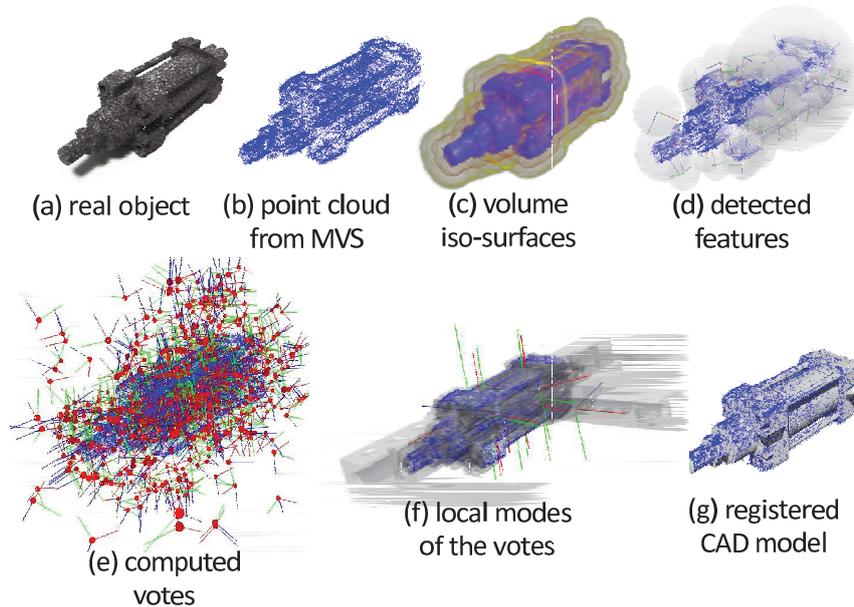 (a) real object
(b) point cloud
from MVS
(c) volume
iso-surfaces
(d) detected
features
(e) computed
votes
(f) local modes
of the votes
(g) registered
CAD model